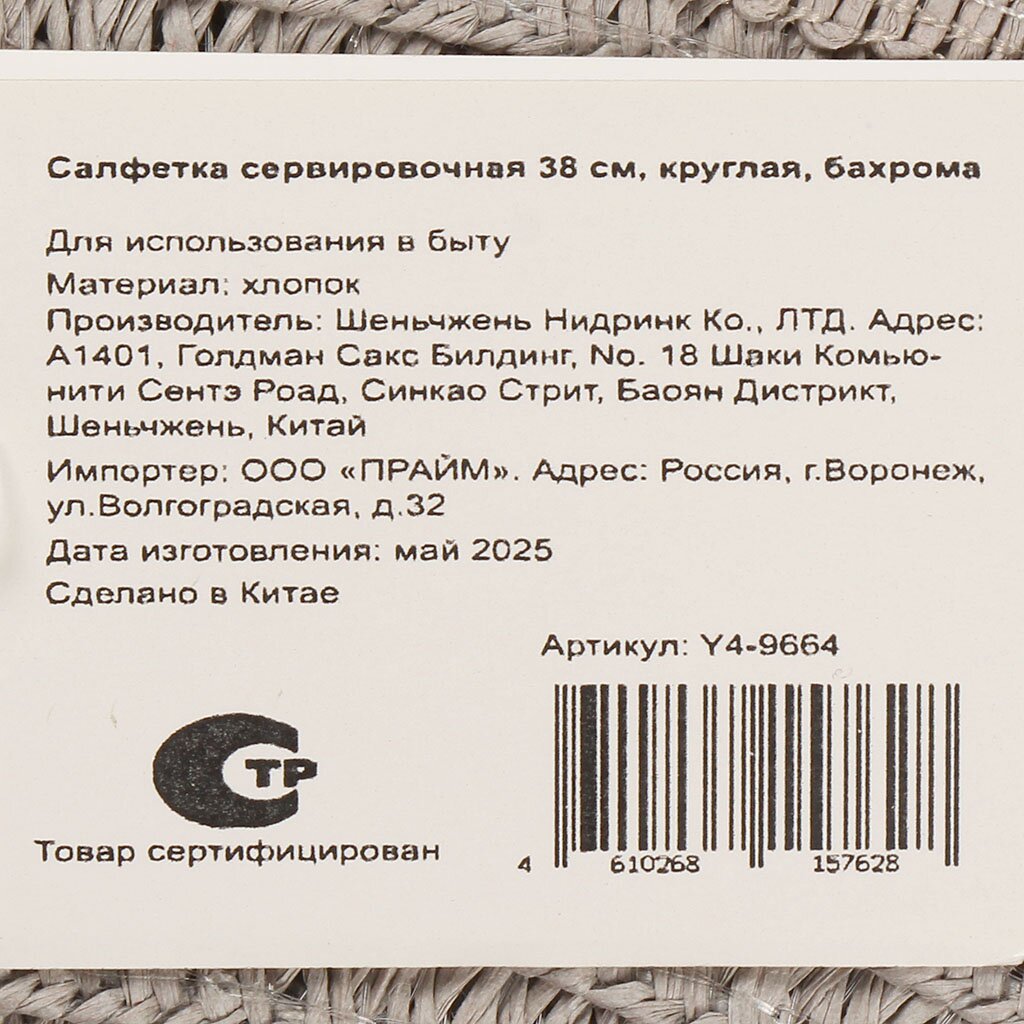 Салфетка сервировочная 38 см, круглая, бахрома
Для использования в быту
Материал: хлопок
Производитель: Шеньчжень Нидринк Ко., ЛТД. Адрес:
А1401, Голдман Сакс Билдинг, No. 18 Шаки Комью-
нити Сентэ Роад, Синкао Стрит, Баоян Дистрикт,
Шеньчжень, Китай
Импортер: ООО «ПРАЙМ». Адрес: Россия, г.Воронеж,
ул.Волгоградская, д.32
Дата изготовления: май 2025
Сделано в Китае
Артикул: Y4-9664
СТР
Товар сертифицирован
4 610268 157628